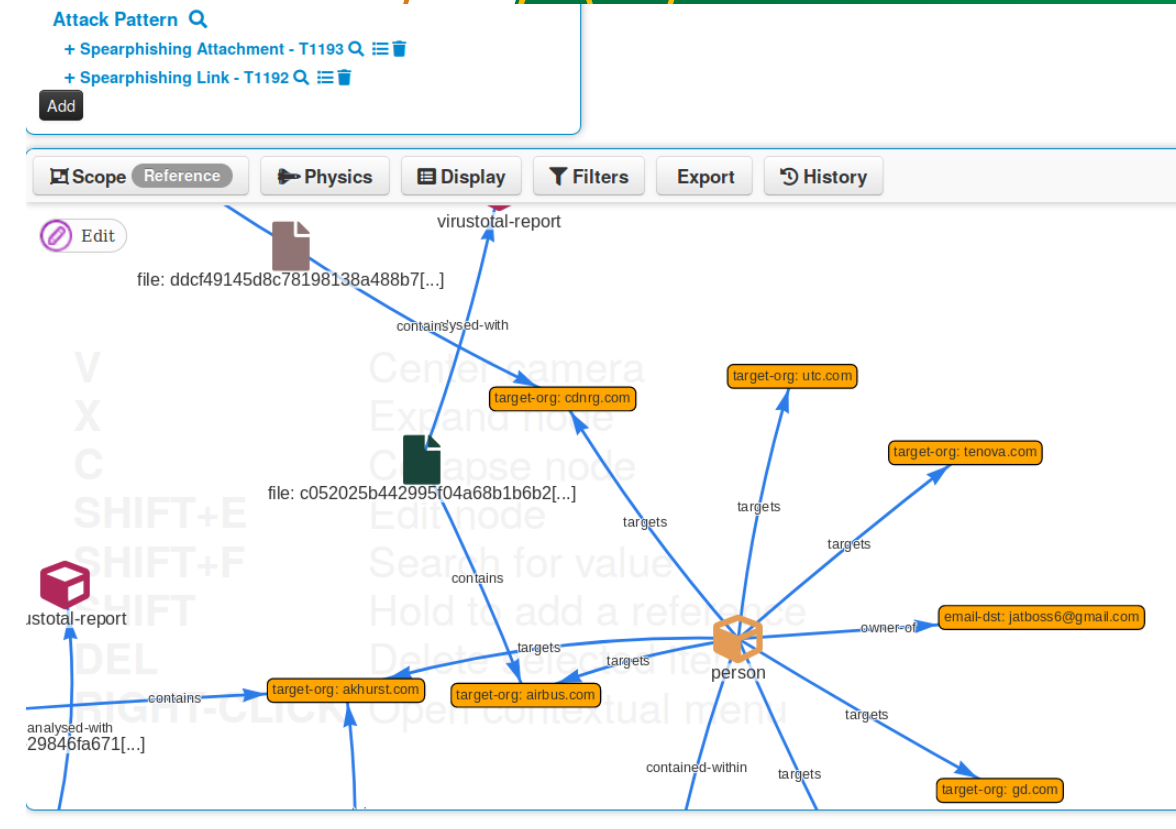 Attack Pattern
+ Spearphishing Attachment - T1193
+ Spearphishing Link - T1192
Add
Scope Reference Physics Display Filters Export History
Edit
virustotal-report
file: ddcf49145d8c78198138a488b7[...]
contains
ysed-with
V Center camera
target-org: utc.com
target-org: cdnrg.com
X Expand node
target-org: tenova.com
C Collapse node
file: c052025b442995f04a68b1b6b2[...]
SHIFT+E Edit node
targets
targets
targets
SHIFT+F Search for value
contains
SHIFT Hold to add a reference
ustotal-report
email-dst: jatboss6@gmail.com
owner-of
targets
DEL Delete selected item
targets
person
target-org: akhurst.com
target-org: airbus.com
contains
RIGHT-CLICK Open contextual menu
targets
analysed-with
29846fa671[...]
contained-within
targets
target-org: gd.com